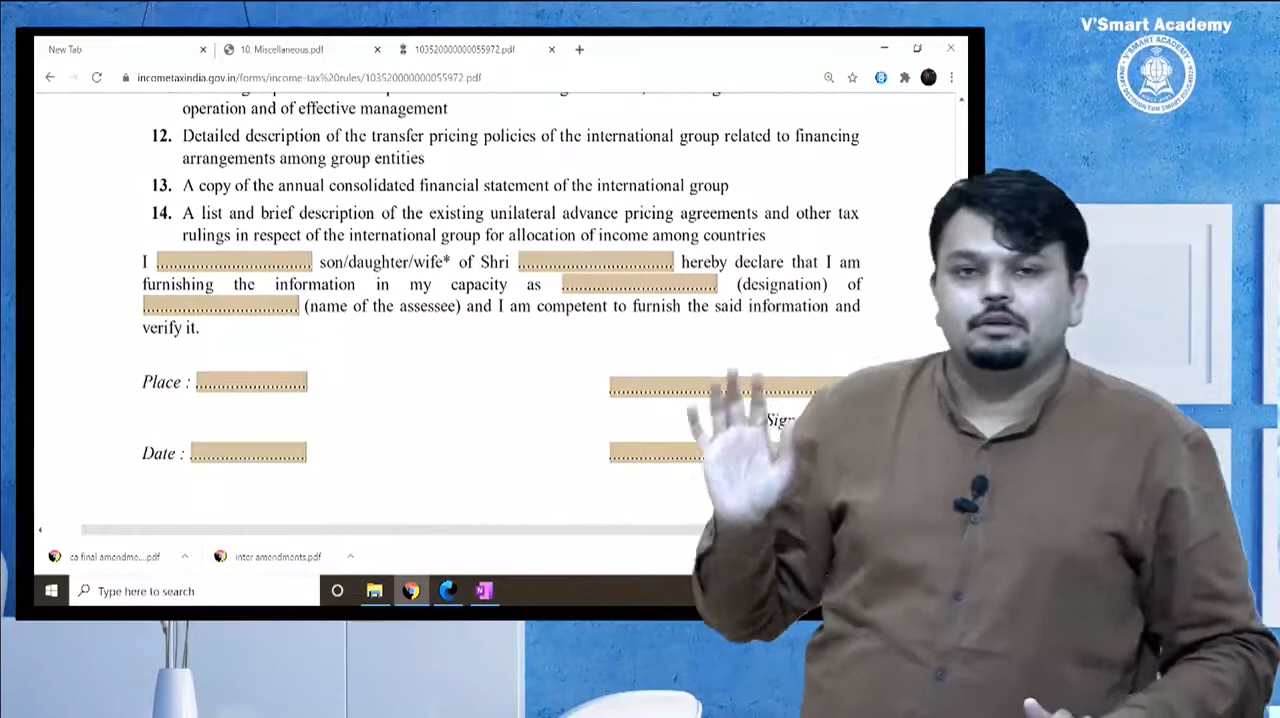 V'Smart Academy
New Tab
10. Miscellaneous.pdf
103520000000055972.pdf
incometaxindia.gov.in/forms/income-tax%20rules/103520000000055972.pdf
operation and of effective management
12. Detailed description of the transfer pricing policies of the international group related to financing
arrangements among group entities
13. A copy of the annual consolidated financial statement of the international group
14. A list and brief description of the existing unilateral advance pricing agreements and other tax
rulings in respect of the international group for allocation of income among countries
I ........................ son/daughter/wife* of Shri ........................ hereby declare that I am
furnishing the information in my capacity as ........................ (designation) of
........................ (name of the assessee) and I am competent to furnish the said information and
verify it.
Place : .................
Date : .................
ca final amendme....pdf
inter amendments.pdf
Type here to search